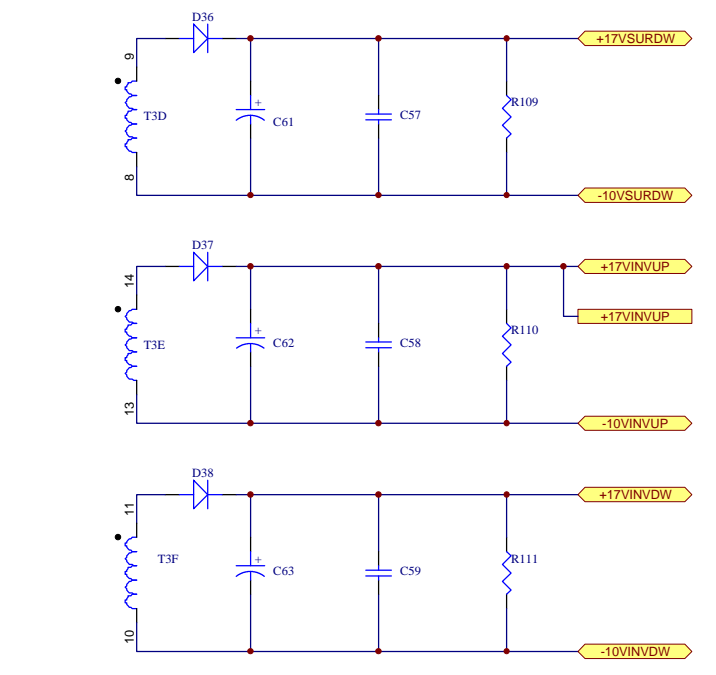 D36
+17VSURDW
9
T3D
C61
C57
R109
8
-10VSURDW
D37
+17VINVUP
14
+17VINVUP
T3E
C62
C58
R110
13
-10VINVUP
D38
+17VINVDW
11
T3F
C63
C59
R111
10
-10VINVDW